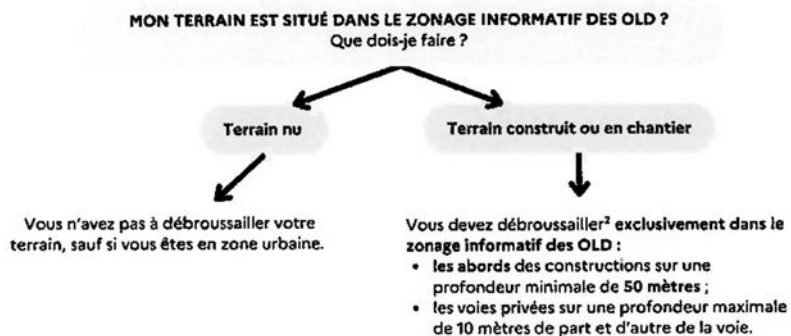 MON TERRAIN EST SITUÉ DANS LE ZONAGE INFORMATIF DES OLD ?
Que dois-je faire ?
Terrain nu
Terrain construit ou en chantier
Vous n'avez pas à débroussailler votre
terrain, sauf si vous êtes en zone urbaine.
Vous devez débroussailler² exclusivement dans le
zonage informatif des OLD :
• les abords des constructions sur une
profondeur minimale de 50 mètres ;
• les voies privées sur une profondeur maximale
de 10 mètres de part et d'autre de la voie.